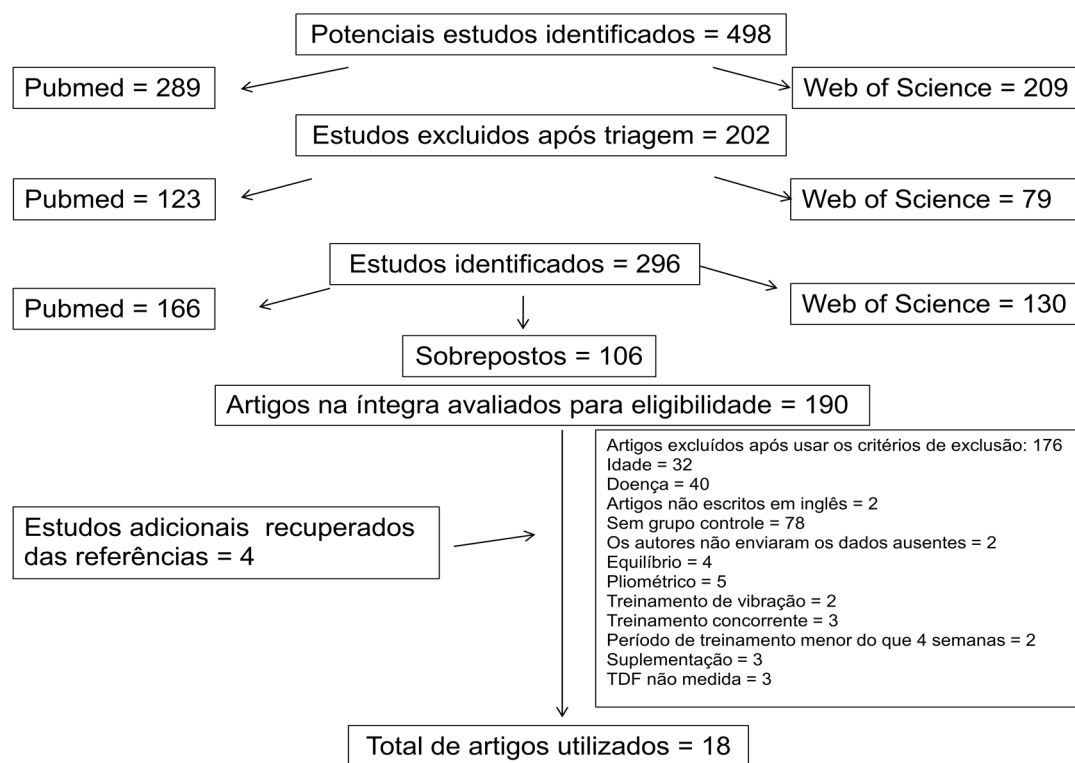 Potenciais estudos identificados = 498
Pubmed = 289
Web of Science = 209
Estudos excluidos após triagem = 202
Pubmed = 123
Web of Science = 79
Estudos identificados = 296
Pubmed = 166
Web of Science = 130
Sobrepostos = 106
Artigos na íntegra avaliados para eligibilidade = 190
Artigos excluídos após usar os critérios de exclusão: 176
Idade = 32
Doença = 40
Artigos não escritos em inglês = 2
Sem grupo controle = 78
Os autores não enviaram os dados ausentes = 2
Equilíbrio = 4
Pliométrico = 5
Treinamento de vibração = 2
Treinamento concorrente = 3
Período de treinamento menor do que 4 semanas = 2
Suplementação = 3
TDF não medida = 3
Estudos adicionais recuperados
das referências = 4
Total de artigos utilizados = 18